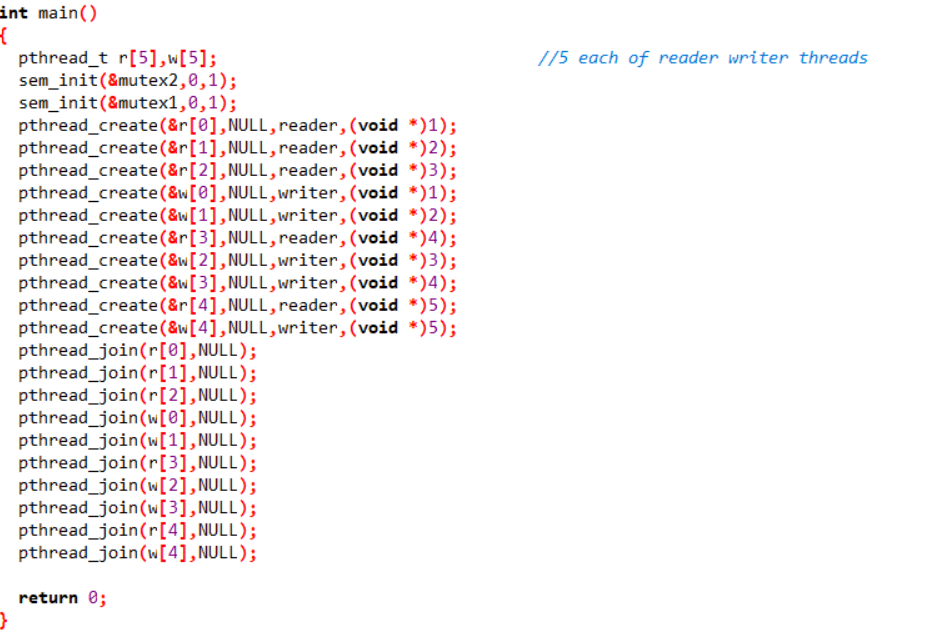 int main()
{
pthread_t r[5],w[5]; //5 each of reader writer threads
sem_init(&mutex2,0,1);
sem_init(&mutex1,0,1);
pthread_create(&r[0],NULL,reader,(void *)1);
pthread_create(&r[1],NULL,reader,(void *)2);
pthread_create(&r[2],NULL,reader,(void *)3);
pthread_create(&w[0],NULL,writer,(void *)1);
pthread_create(&w[1],NULL,writer,(void *)2);
pthread_create(&r[3],NULL,reader,(void *)4);
pthread_create(&w[2],NULL,writer,(void *)3);
pthread_create(&w[3],NULL,writer,(void *)4);
pthread_create(&r[4],NULL,reader,(void *)5);
pthread_create(&w[4],NULL,writer,(void *)5);
pthread_join(r[0],NULL);
pthread_join(r[1],NULL);
pthread_join(r[2],NULL);
pthread_join(w[0],NULL);
pthread_join(w[1],NULL);
pthread_join(r[3],NULL);
pthread_join(w[2],NULL);
pthread_join(w[3],NULL);
pthread_join(r[4],NULL);
pthread_join(w[4],NULL);
return 0;
}